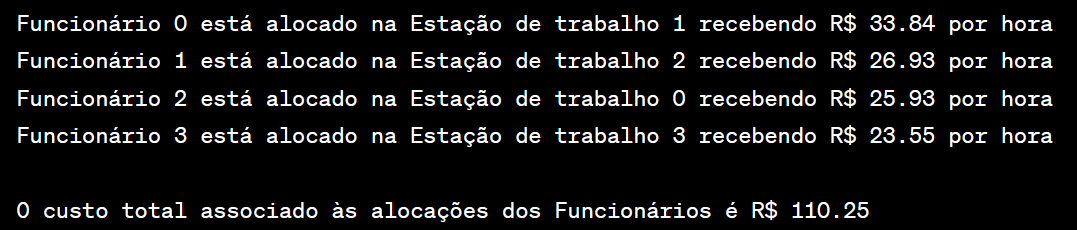 Funcionário 0 está alocado na Estação de trabalho 1 recebendo R$ 33.84 por hora
Funcionário 1 está alocado na Estação de trabalho 2 recebendo R$ 26.93 por hora
Funcionário 2 está alocado na Estação de trabalho 0 recebendo R$ 25.93 por hora
Funcionário 3 está alocado na Estação de trabalho 3 recebendo R$ 23.55 por hora
O custo total associado às alocações dos Funcionários é R$ 110.25